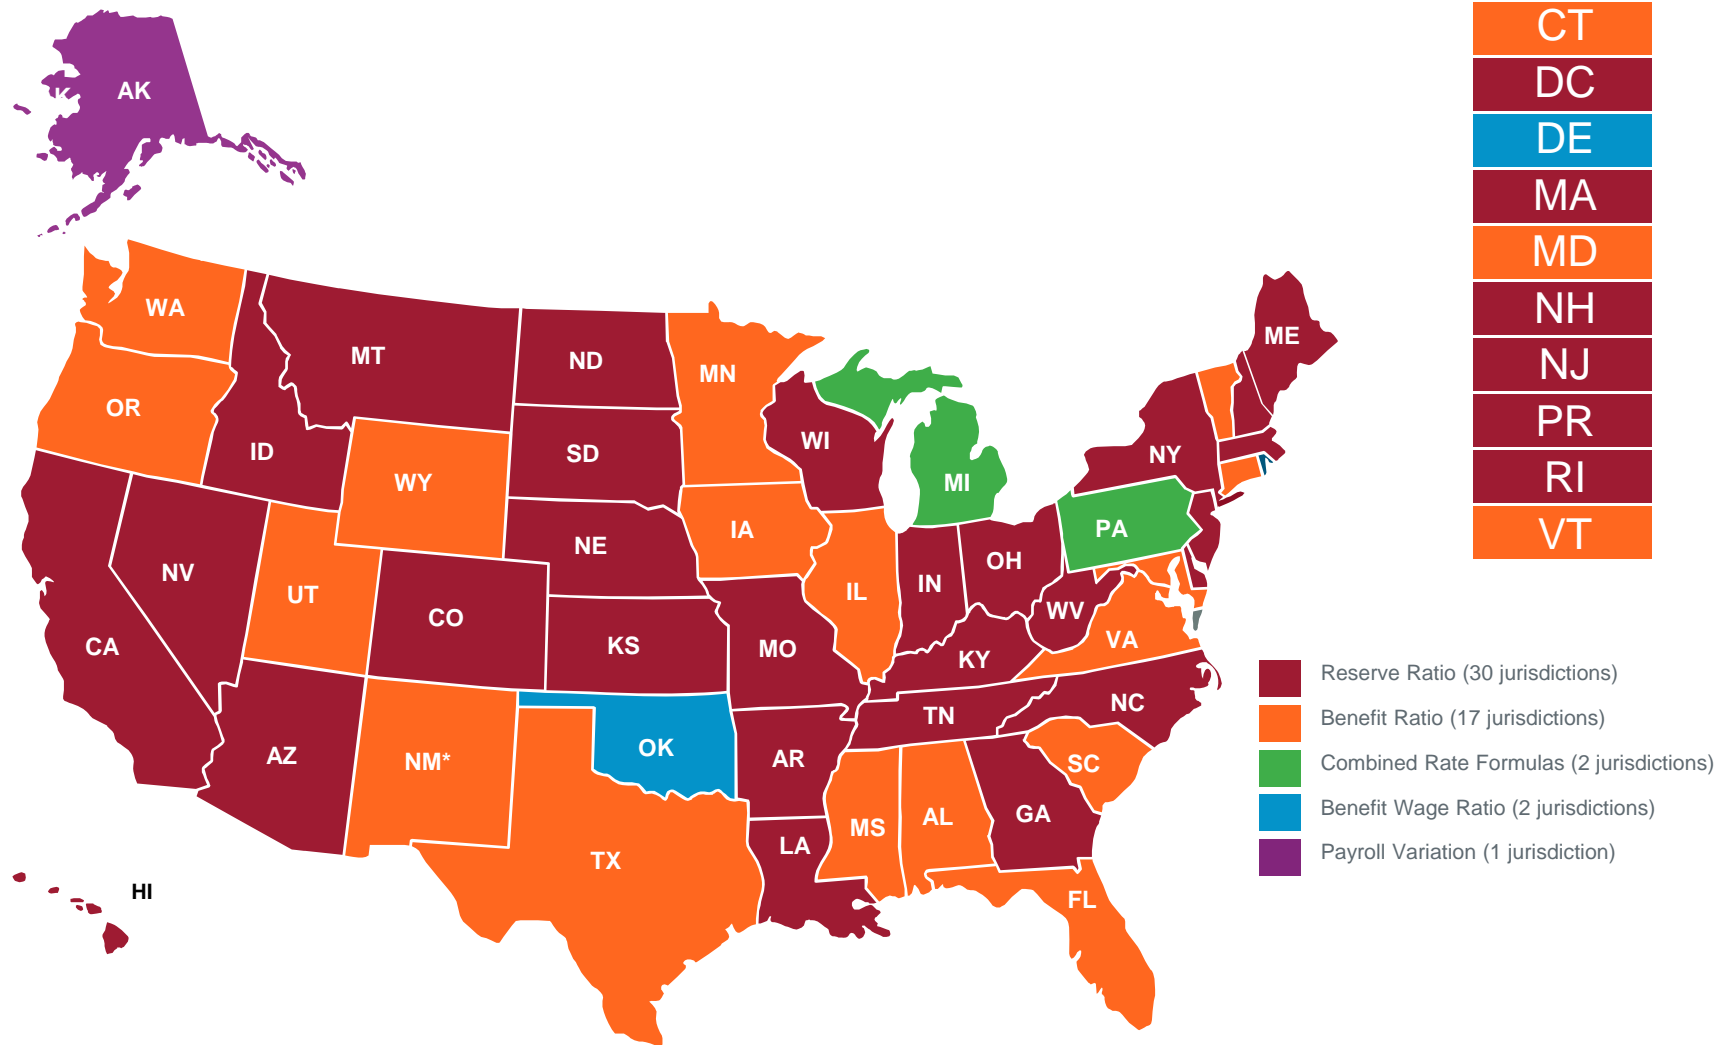 CT
DC
DE
MA
MD
NH
NJ
PR
RI
VT
AK
K
WA
OR
MT
ID
ND
MN
SD
WY
WI
MI
NY
ME
NE
IA
PA
NV
UT
CO
KS
MO
IL
IN
OH
WV
VA
KY
CA
AZ
NM*
OK
AR
TN
NC
SC
TX
LA
MS
AL
GA
FL
HI
Reserve Ratio (30 jurisdictions)
Benefit Ratio (17 jurisdictions)
Combined Rate Formulas (2 jurisdictions)
Benefit Wage Ratio (2 jurisdictions)
Payroll Variation (1 jurisdiction)